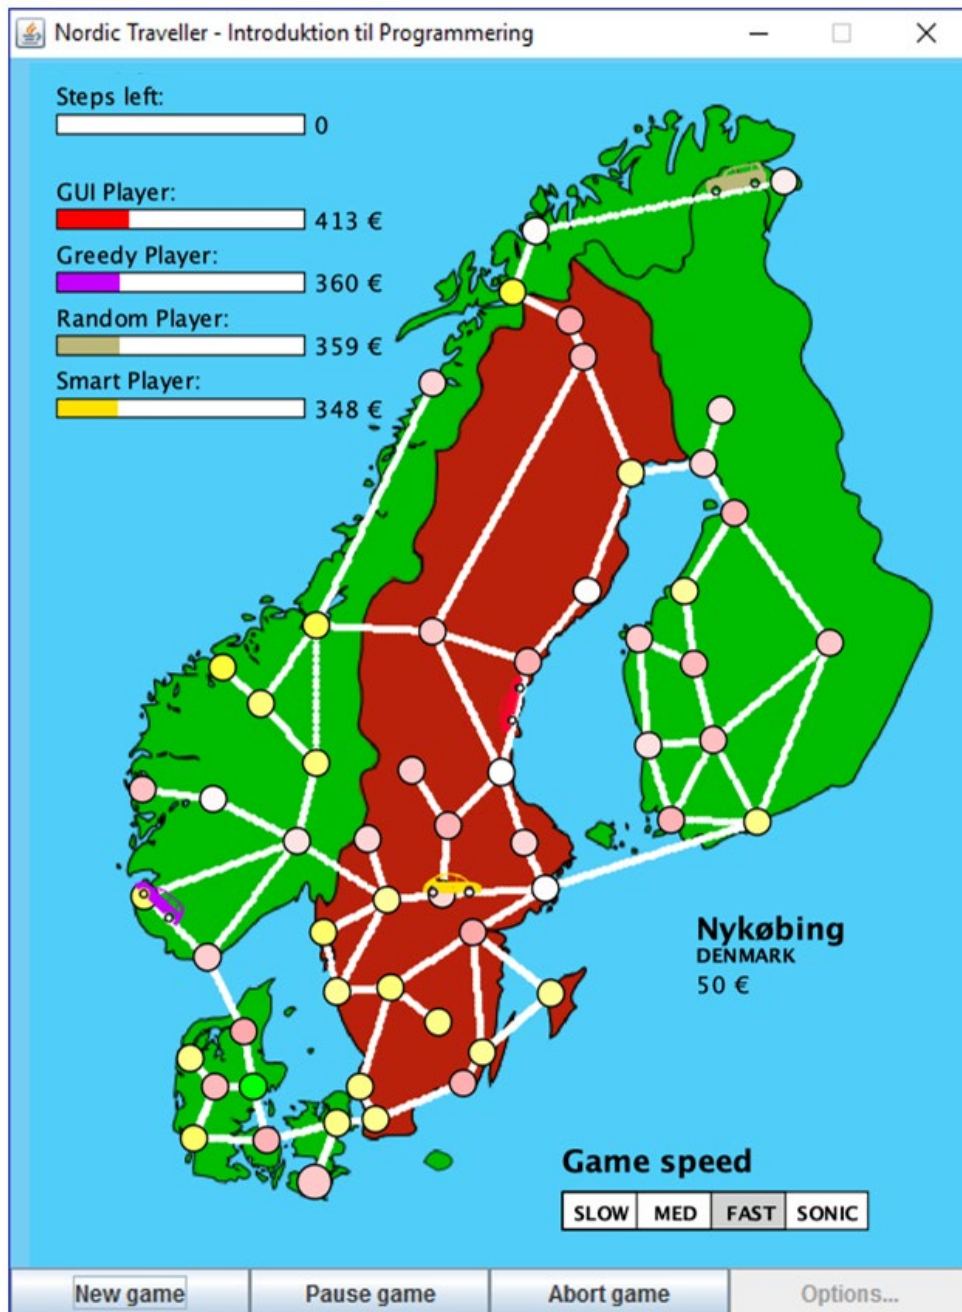 Nordic Traveller - Introduktion til Programmering
Steps left:
0
GUI Player:
413 €
Greedy Player:
360 €
Random Player:
359 €
Smart Player:
348 €
Nykøbing
DENMARK
50 €
Game speed
SLOW MED FAST SONIC
New game Pause game Abort game Options...